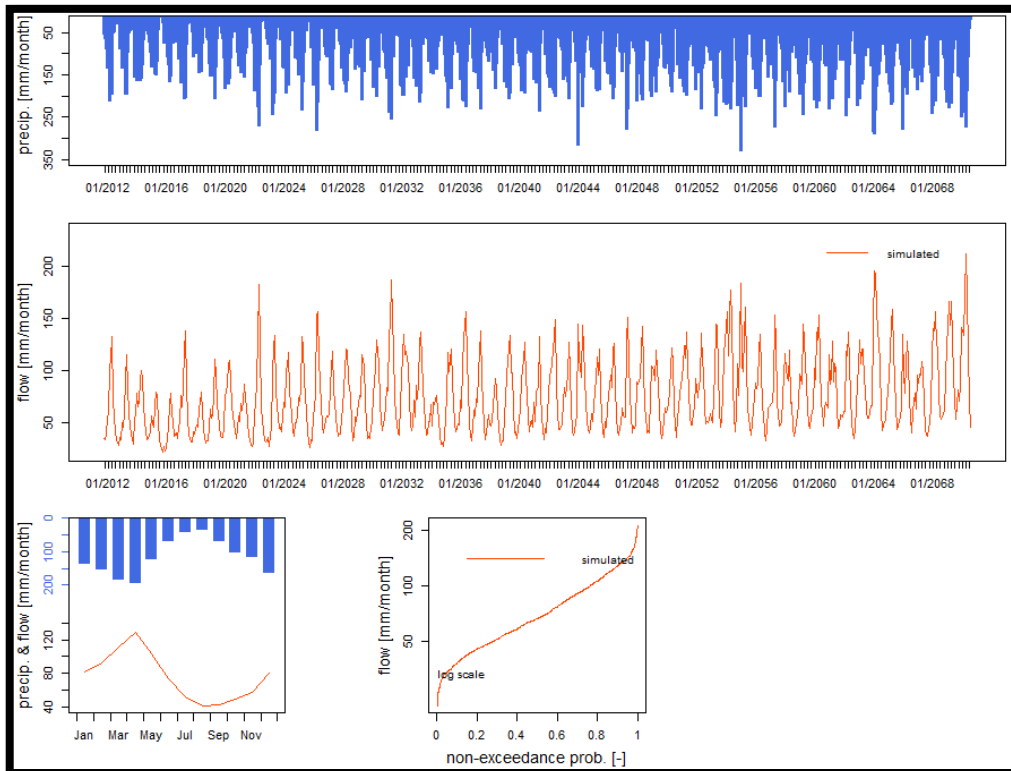 precip. [mm/month]
50
150
250
350
01/2012 01/2016 01/2020 01/2024 01/2028 01/2032 01/2036 01/2040 01/2044 01/2048 01/2052 01/2056 01/2060 01/2064 01/2068
flow [mm/month]
200
150
100
50
simulated
01/2012 01/2016 01/2020 01/2024 01/2028 01/2032 01/2036 01/2040 01/2044 01/2048 01/2052 01/2056 01/2060 01/2064 01/2068
precip. & flow [mm/month]
0
100
200
120
80
40
Jan Mar May Jul Sep Nov
flow [mm/month]
200
100
50
simulated
log scale
0 0.2 0.4 0.6 0.8 1
non-exceedance prob. [-]